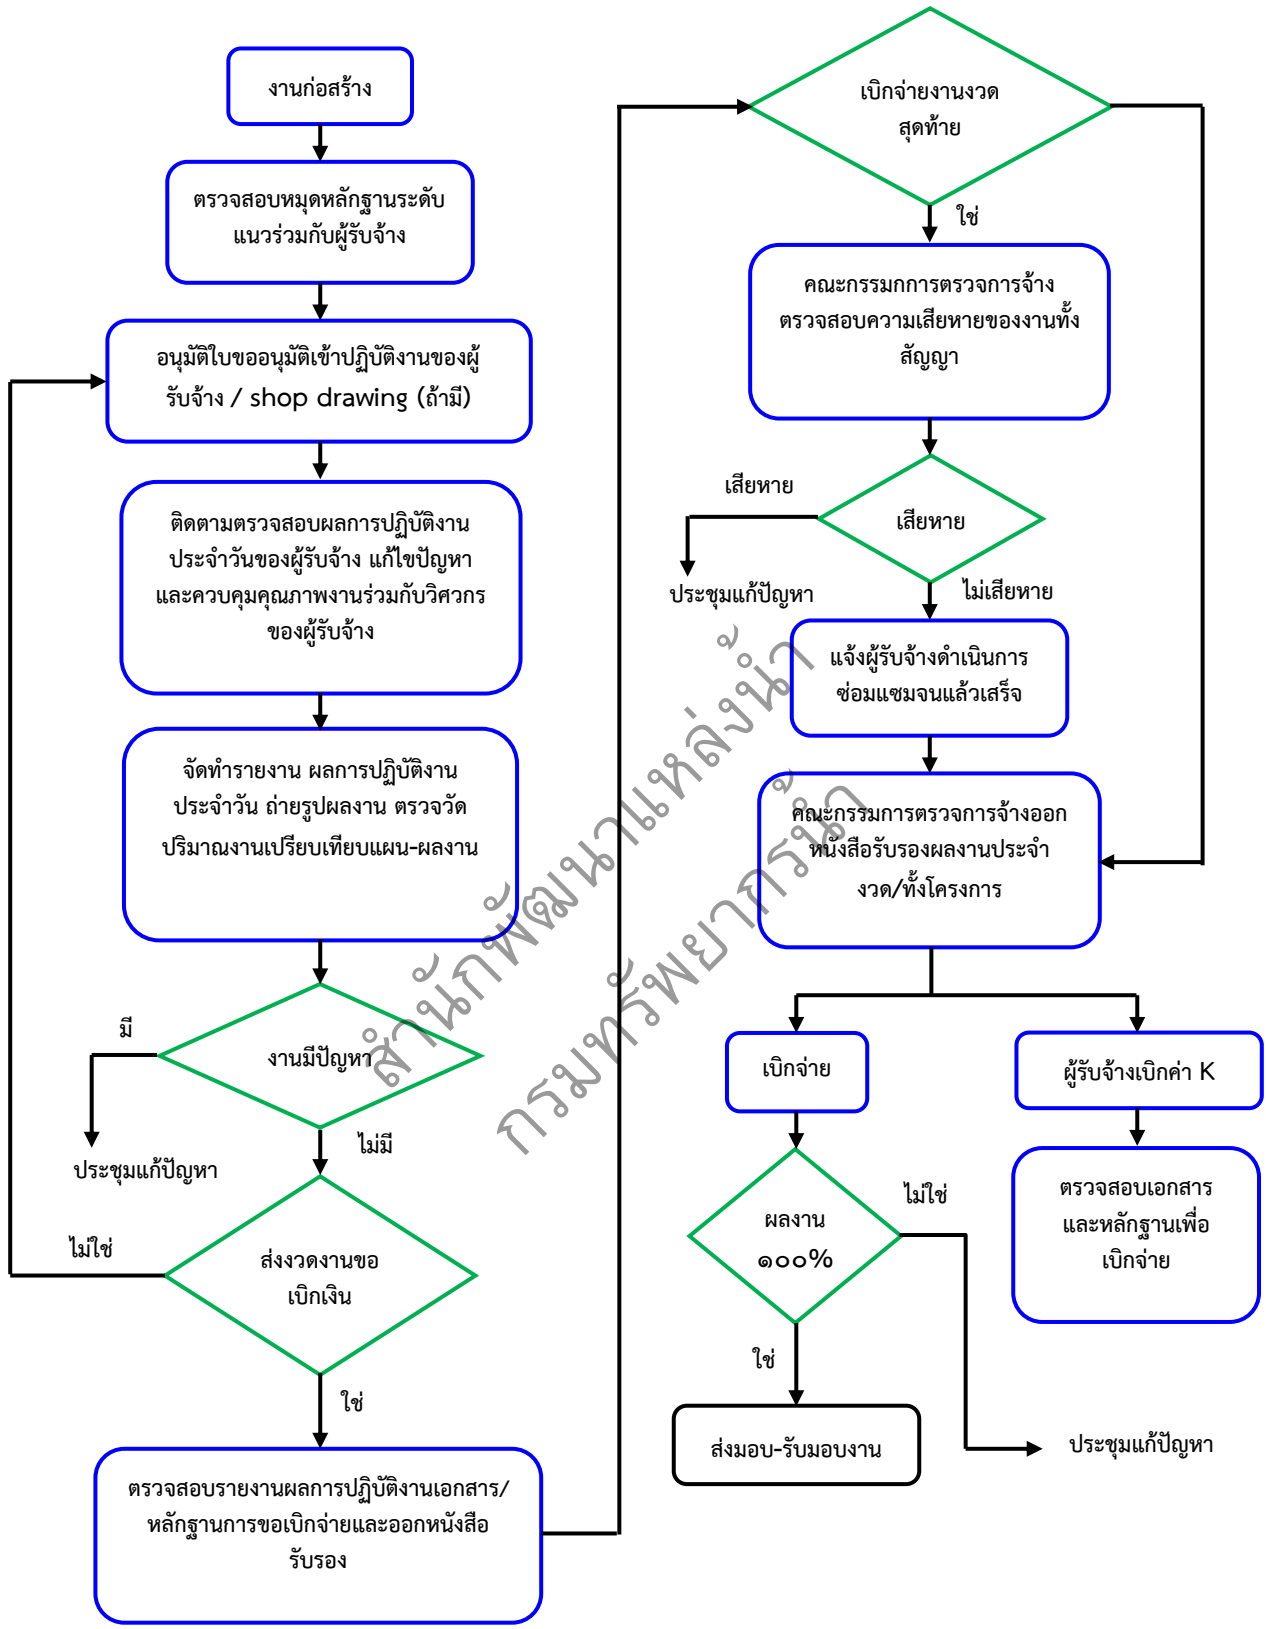 งานก่อสร้าง
ตรวจสอบหมุดหลักฐานระดับ
แนวร่วมกับผู้รับจ้าง
อนุมัติใบขออนุมัติเข้าปฏิบัติงานของผู้
รับจ้าง / shop drawing (ถ้ามี)
ติดตามตรวจสอบผลการปฏิบัติงาน
ประจำวันของผู้รับจ้าง แก้ไขปัญหา
และควบคุมคุณภาพงานร่วมกับวิศวกร
ของผู้รับจ้าง
จัดทำรายงาน ผลการปฏิบัติงาน
ประจำวัน ถ่ายรูปผลงาน ตรวจวัด
ปริมาณงานเปรียบเทียบแผน-ผลงาน
งานมีปัญหา
มี
ประชุมแก้ปัญหา
ไม่มี
ส่งงวดงานขอ
เบิกเงิน
ไม่ใช่
ใช่
ตรวจสอบรายงานผลการปฏิบัติงานเอกสาร/
หลักฐานการขอเบิกจ่ายและออกหนังสือ
รับรอง
เบิกจ่ายงานงวด
สุดท้าย
ใช่
คณะกรรมกการตรวจการจ้าง
ตรวจสอบความเสียหายของงานทั้ง
สัญญา
เสียหาย
เสียหาย
ประชุมแก้ปัญหา
ไม่เสียหาย
แจ้งผู้รับจ้างดำเนินการ
ซ่อมแซมจนแล้วเสร็จ
คณะกรรมการตรวจการจ้างออก
หนังสือรับรองผลงานประจำ
งวด/ทั้งโครงการ
เบิกจ่าย
ผู้รับจ้างเบิกค่า K
ผลงาน
๑๐๐%
ไม่ใช่
ตรวจสอบเอกสาร
และหลักฐานเพื่อ
เบิกจ่าย
ใช่
ส่งมอบ-รับมอบงาน
ประชุมแก้ปัญหา
สำนักพัฒนาแหล่งน้ำ
กรมทรัพยากรน้ำ